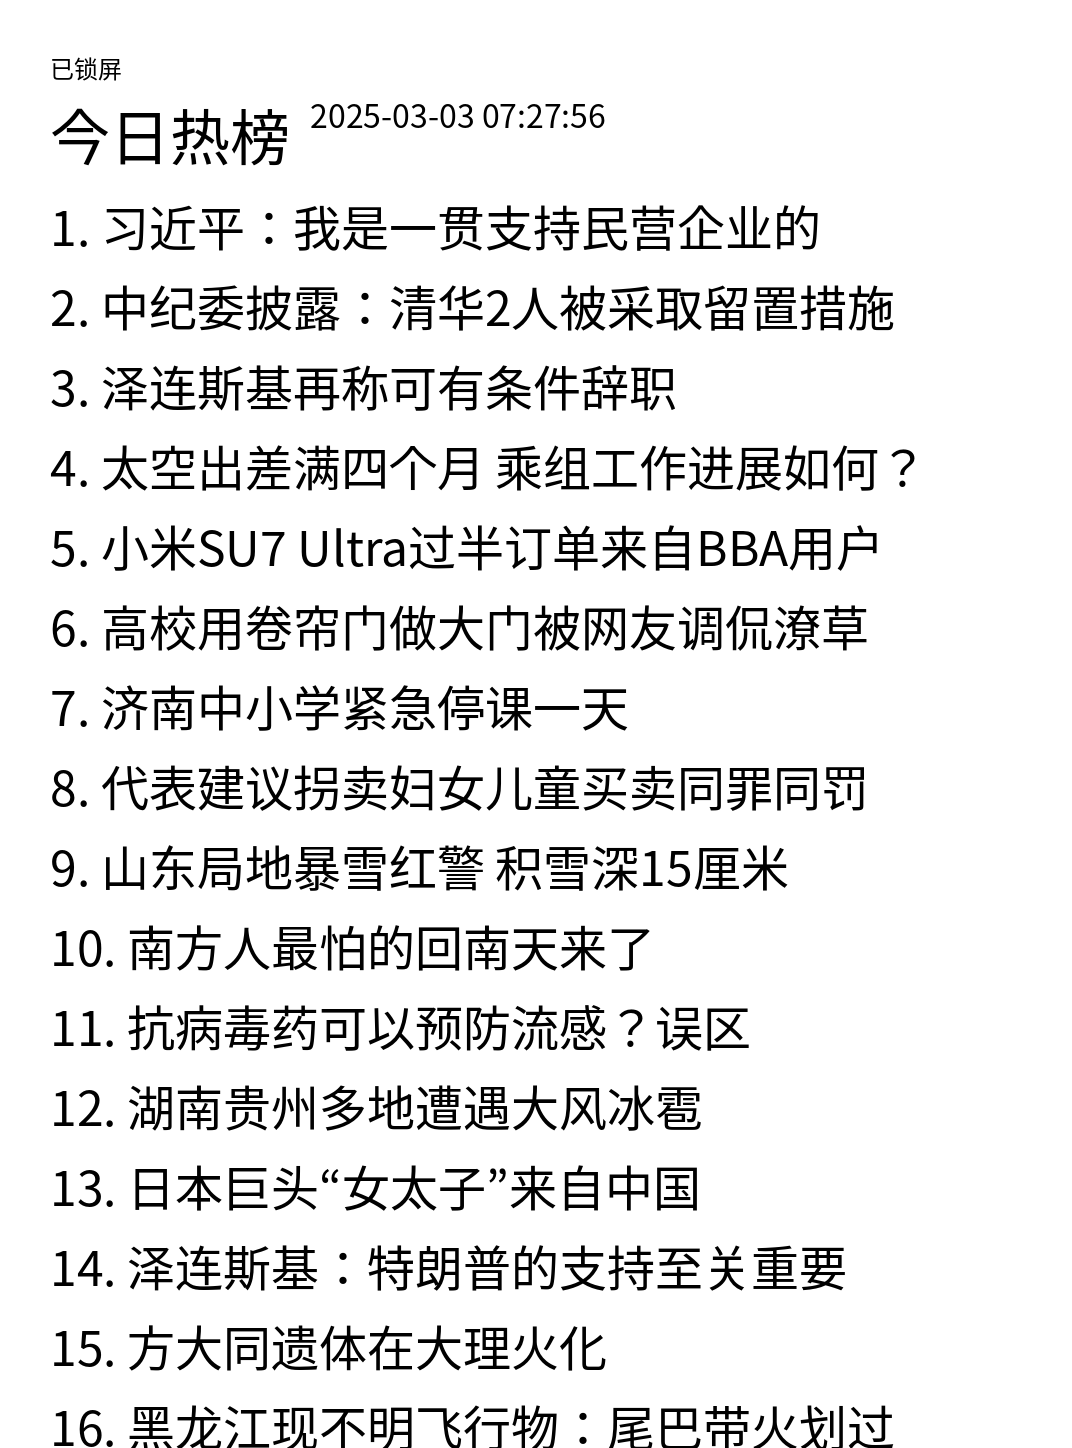 已锁屏
今日热榜 2025-03-03 07:27:56
1. 习近平：我是一贯支持民营企业的
2. 中纪委披露：清华2人被采取留置措施
3. 泽连斯基再称可有条件辞职
4. 太空出差满四个月 乘组工作进展如何？
5. 小米SU7 Ultra过半订单来自BBA用户
6. 高校用卷帘门做大门被网友调侃潦草
7. 济南中小学紧急停课一天
8. 代表建议拐卖妇女儿童买卖同罪同罚
9. 山东局地暴雪红警 积雪深15厘米
10. 南方人最怕的回南天来了
11. 抗病毒药可以预防流感？误区
12. 湖南贵州多地遭遇大风冰雹
13. 日本巨头“女太子”来自中国
14. 泽连斯基：特朗普的支持至关重要
15. 方大同遗体在大理火化
16. 黑龙江现不明飞行物：尾巴带火划过